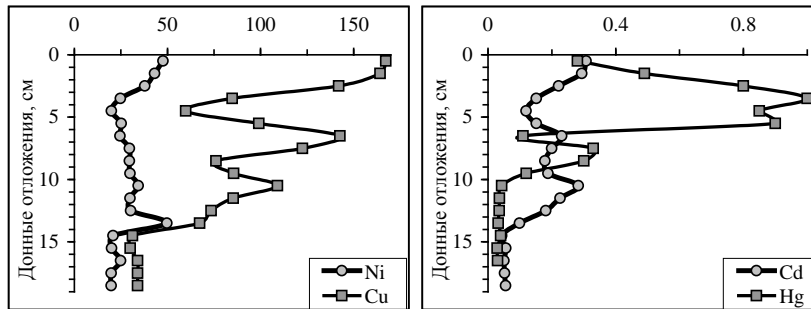 0 50 100 150
0
5
10
15
Донные отложения, см
Ni
Cu
0 0.4 0.8
0
5
10
15
Донные отложения, см
Cd
Hg